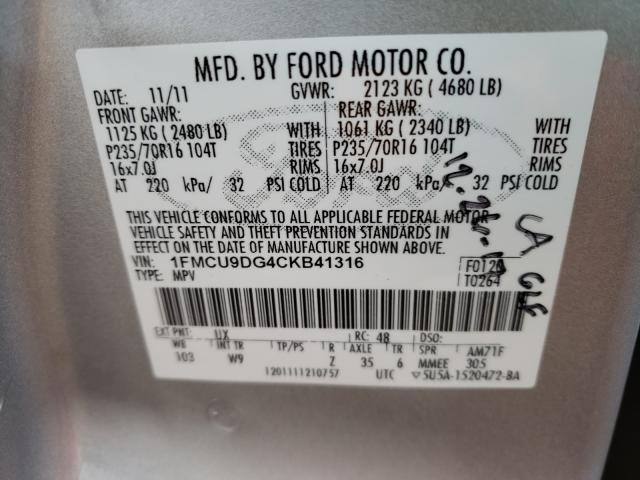 MFD. BY FORD MOTOR CO.
DATE: 11/11 GVWR: 2123 KG ( 4680 LB)
FRONT GAWR: REAR GAWR:
1125 KG ( 2480 LB) WITH 1061 KG ( 2340 LB) WITH
P235/70R16 104T TIRES P235/70R16 104T TIRES
16x7.0J RIMS 16x7.0J RIMS
AT 220 kPa/ 32 PSI COLD AT 220 kPa/ 32 PSI COLD
THIS VEHICLE CONFORMS TO ALL APPLICABLE FEDERAL MOTOR
VEHICLE SAFETY AND THEFT PREVENTION STANDARDS IN
EFFECT ON THE DATE OF MANUFACTURE SHOWN ABOVE.
VIN: 1FMCU9DG4CKB41316
TYPE: MPV
T0264
EXT PNT: UX RC: 48 DSO:
WB INT TR TP/PS R AXLE TR SPR AM71F
103 W9 Z 35 6 MMEE 305
1201111210757 UTC 5U5A-1520472-BA